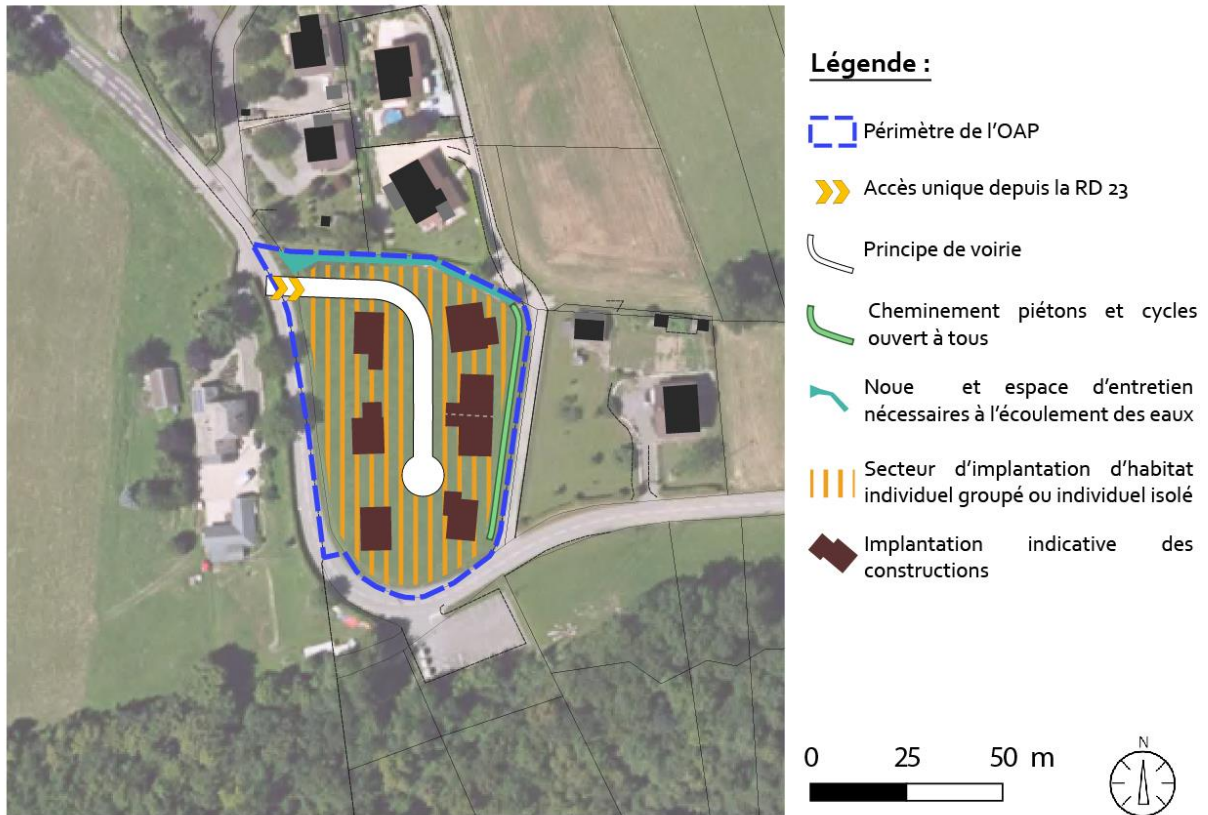 Légende :
Périmètre de l'OAP
Accès unique depuis la RD 23
Principe de voirie
Cheminement piétons et cycles
ouvert à tous
Noue et espace d'entretien
nécessaires à l'écoulement des eaux
Secteur d'implantation d'habitat
individuel groupé ou individuel isolé
Implantation indicative des
constructions
0 25 50 m
N